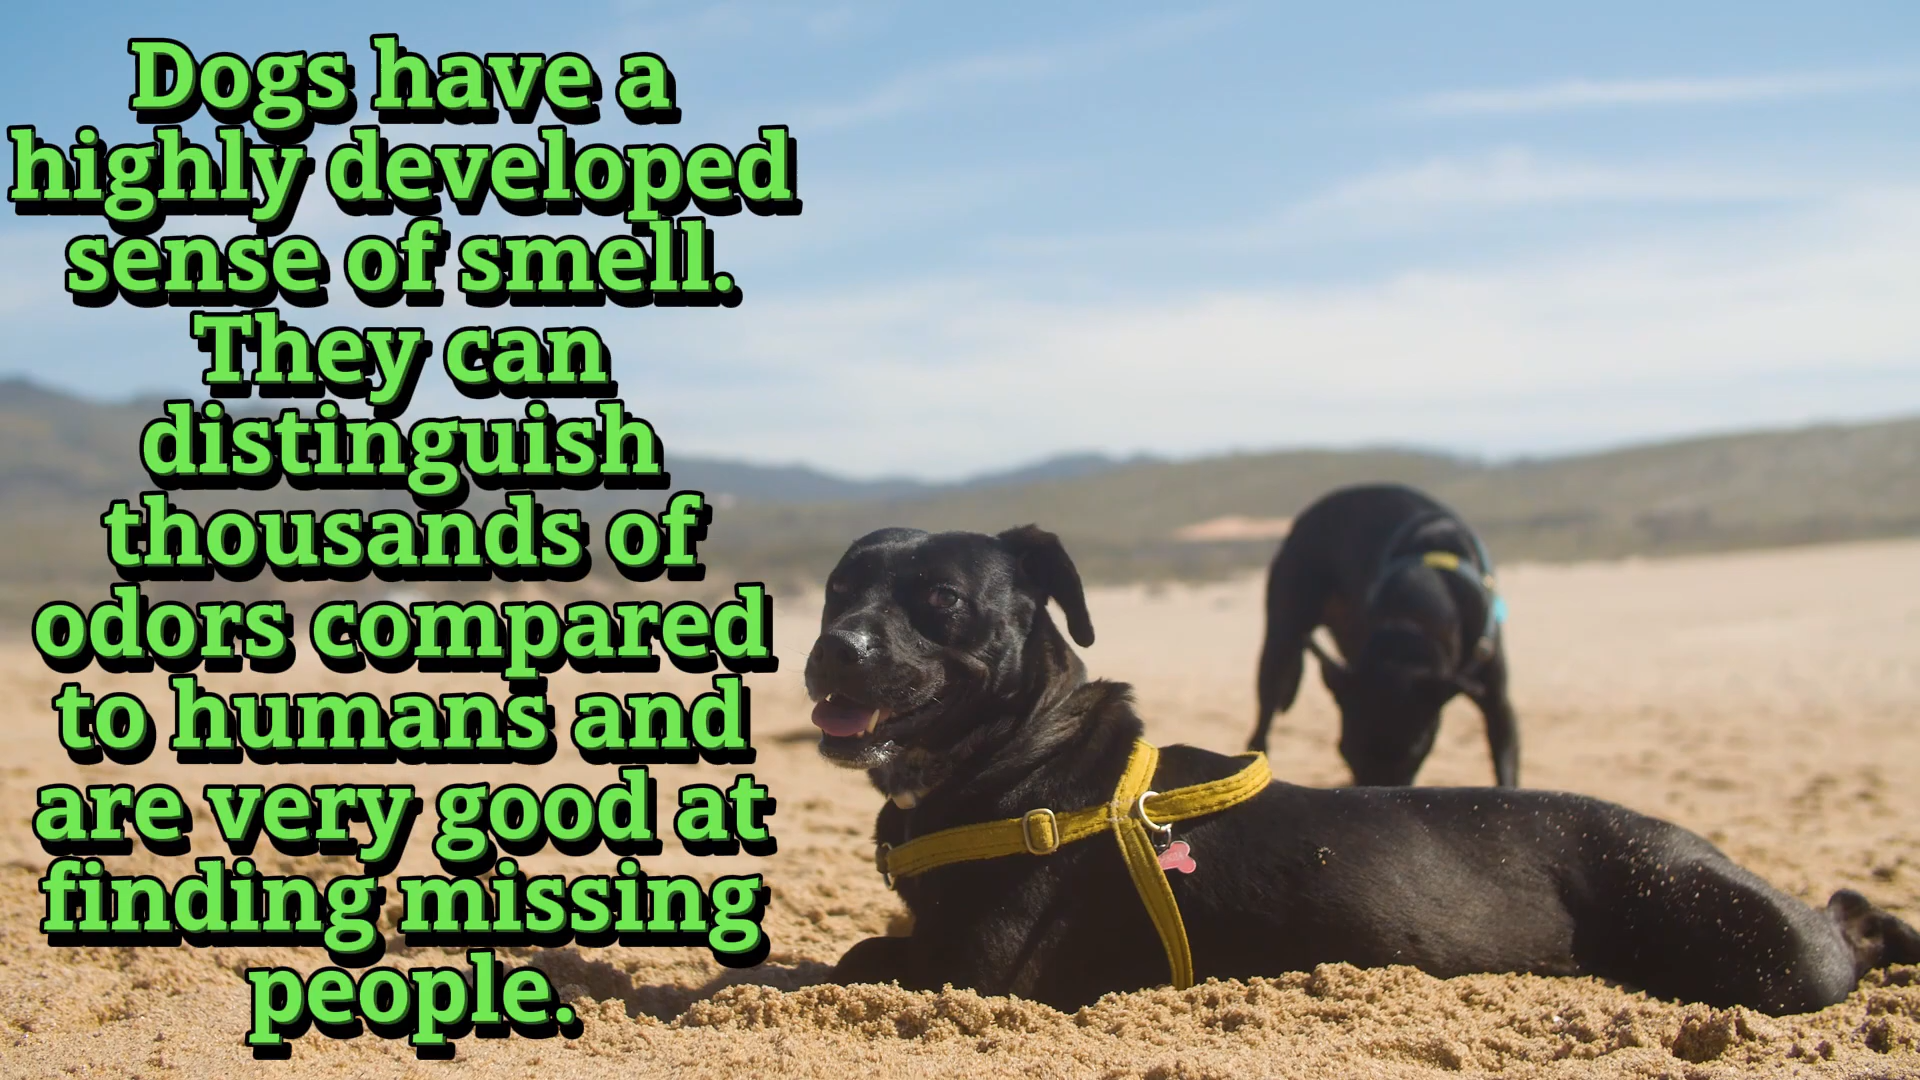 Dogs have a
highly developed
sense of smell.
They can
distinguish
thousands of
odors compared
to humans and
are very good at
finding missing
people.